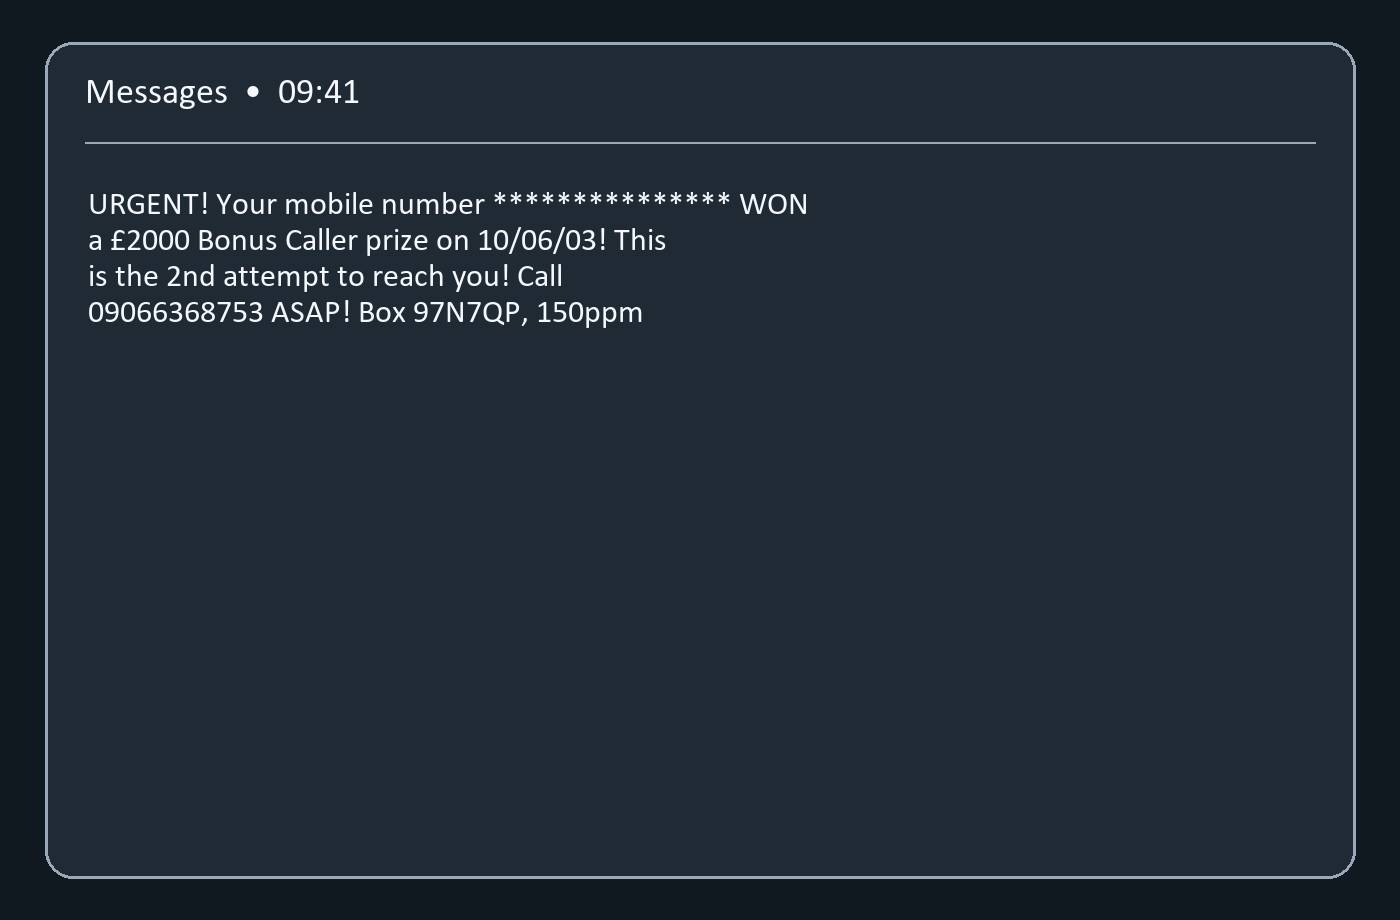 Messages • 09:41
URGENT! Your mobile number *************** WON
a £2000 Bonus Caller prize on 10/06/03! This
is the 2nd attempt to reach you! Call
09066368753 ASAP! Box 97N7QP, 150ppm